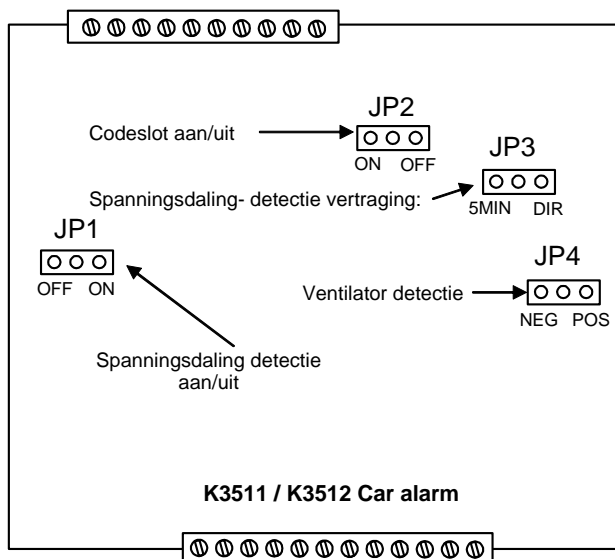 JP2
Codeslot aan/uit
ON OFF
JP3
Spanningsdaling- detectie vertraging:
5MIN DIR
JP1
OFF ON
JP4
Ventilator detectie
NEG POS
Spanningsdaling detectie
aan/uit
K3511 / K3512 Car alarm